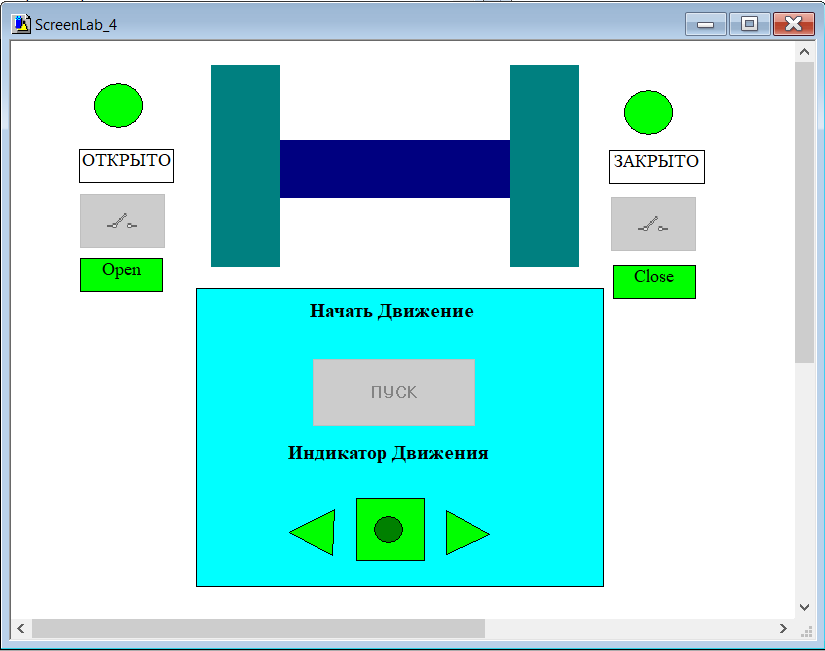 ScreenLab_4
ОТКРЫТО
ЗАКРЫТО
Open
Close
Начать Движение
ПУСК
Индикатор Движения